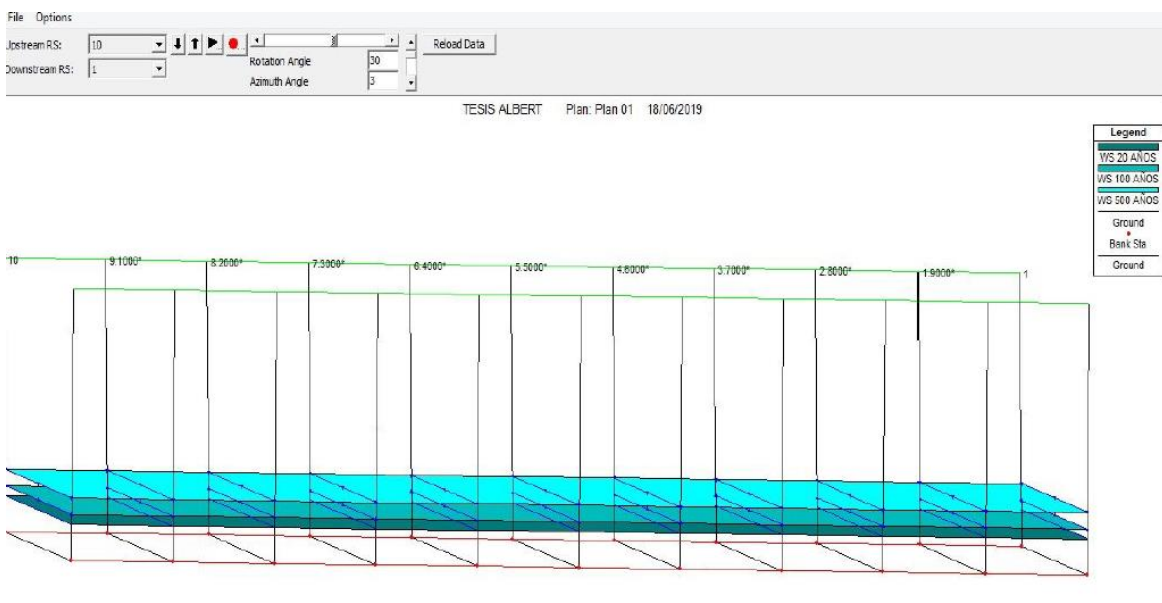 File Options
Upstream RS: 10
Downstream RS: 1
Rotation Angle 30
Azimuth Angle 3
Reload Data
TESIS ALBERT Plan: Plan 01 18/06/2019
Legend
WS 20 AÑOS
WS 100 AÑOS
WS 500 AÑOS
Ground
Bank Sta
Ground
10 9.1000* 8.2000* 7.3000* 6.4000* 5.5000* 4.6000* 3.7000* 2.8000* 1.9000* 1